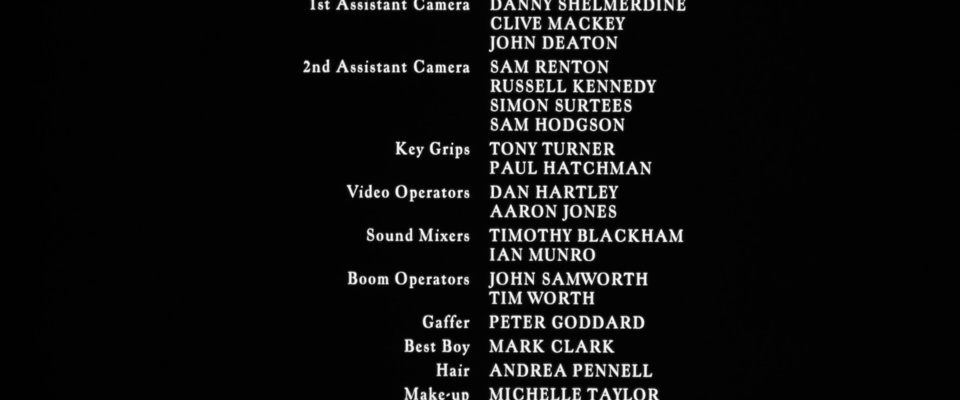 1st Assistant Camera DANNY SHELMERDINE
CLIVE MACKEY
JOHN DEATON
2nd Assistant Camera SAM RENTON
RUSSELL KENNEDY
SIMON SURTEES
SAM HODGSON
Key Grips TONY TURNER
PAUL HATCHMAN
Video Operators DAN HARTLEY
AARON JONES
Sound Mixers TIMOTHY BLACKHAM
IAN MUNRO
Boom Operators JOHN SAMWORTH
TIM WORTH
Gaffer PETER GODDARD
Best Boy MARK CLARK
Hair ANDREA PENNELL
Make-up MICHELLE TAYLOR